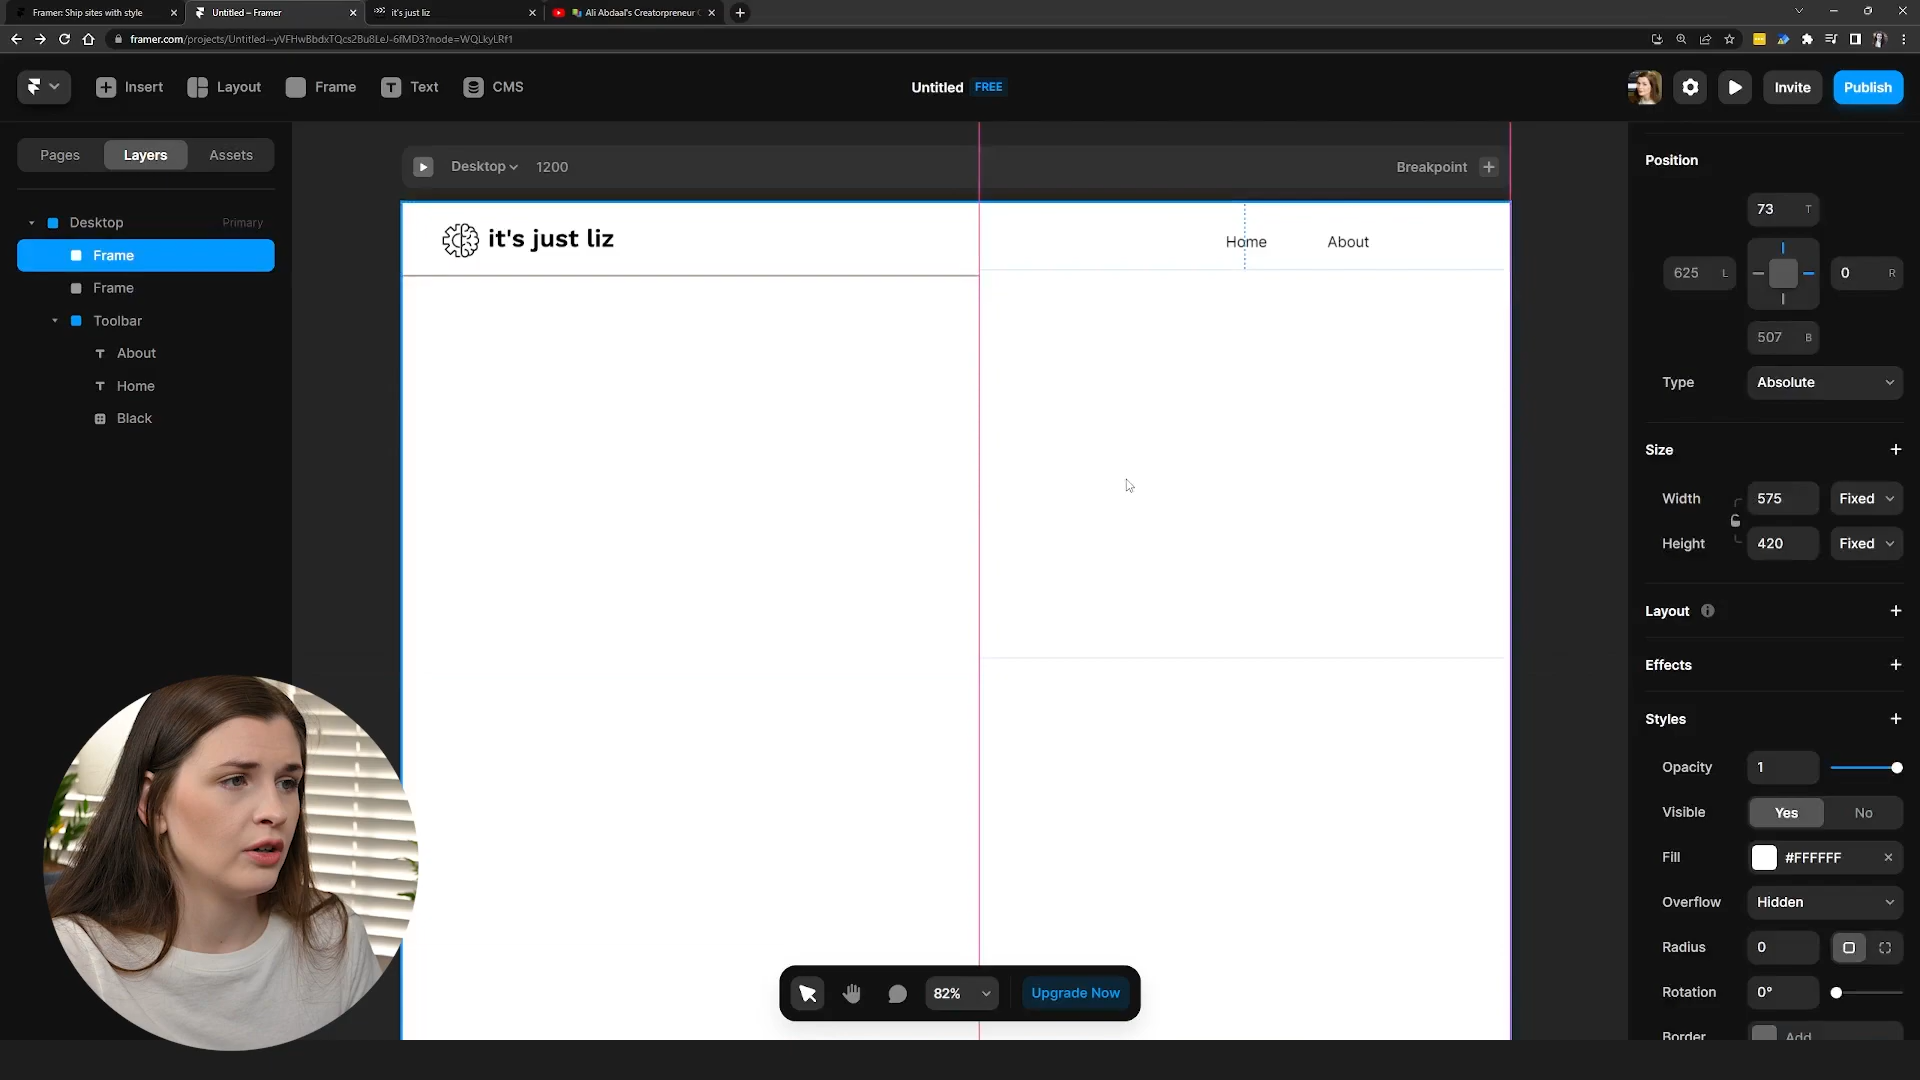 Framer: Ship sites with style
Untitled – Framer
it's just liz
Ali Abdaal's Creatorpreneur
framer.com/projects/Untitled--yVFHwBbdxTQcs2Bu8LeJ-6fMD3?node=WQLkyLRf1
Insert
Layout
Frame
Text
CMS
Untitled FREE
Invite
Publish
Pages
Layers
Assets
Desktop
Primary
Frame
Frame
Toolbar
About
Home
Black
Desktop
1200
Breakpoint
it's just liz
Home
About
82%
Upgrade Now
Position
73 T
625 L
0 R
507 B
Type
Absolute
Size
Width
575
Fixed
Height
420
Fixed
Layout
Effects
Styles
Opacity
1
Visible
Yes
No
Fill
#FFFFFF
Overflow
Hidden
Radius
0
Rotation
0°
Border
Add